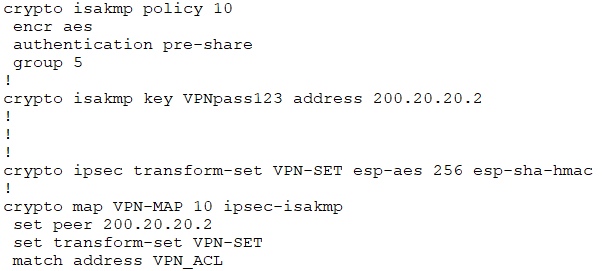 crypto isakmp policy 10
 encr aes
 authentication pre-share
 group 5
!
crypto isakmp key VPNpass123 address 200.20.20.2
!
!
!
crypto ipsec transform-set VPN-SET esp-aes 256 esp-sha-hmac
!
crypto map VPN-MAP 10 ipsec-isakmp
 set peer 200.20.20.2
 set transform-set VPN-SET
 match address VPN_ACL